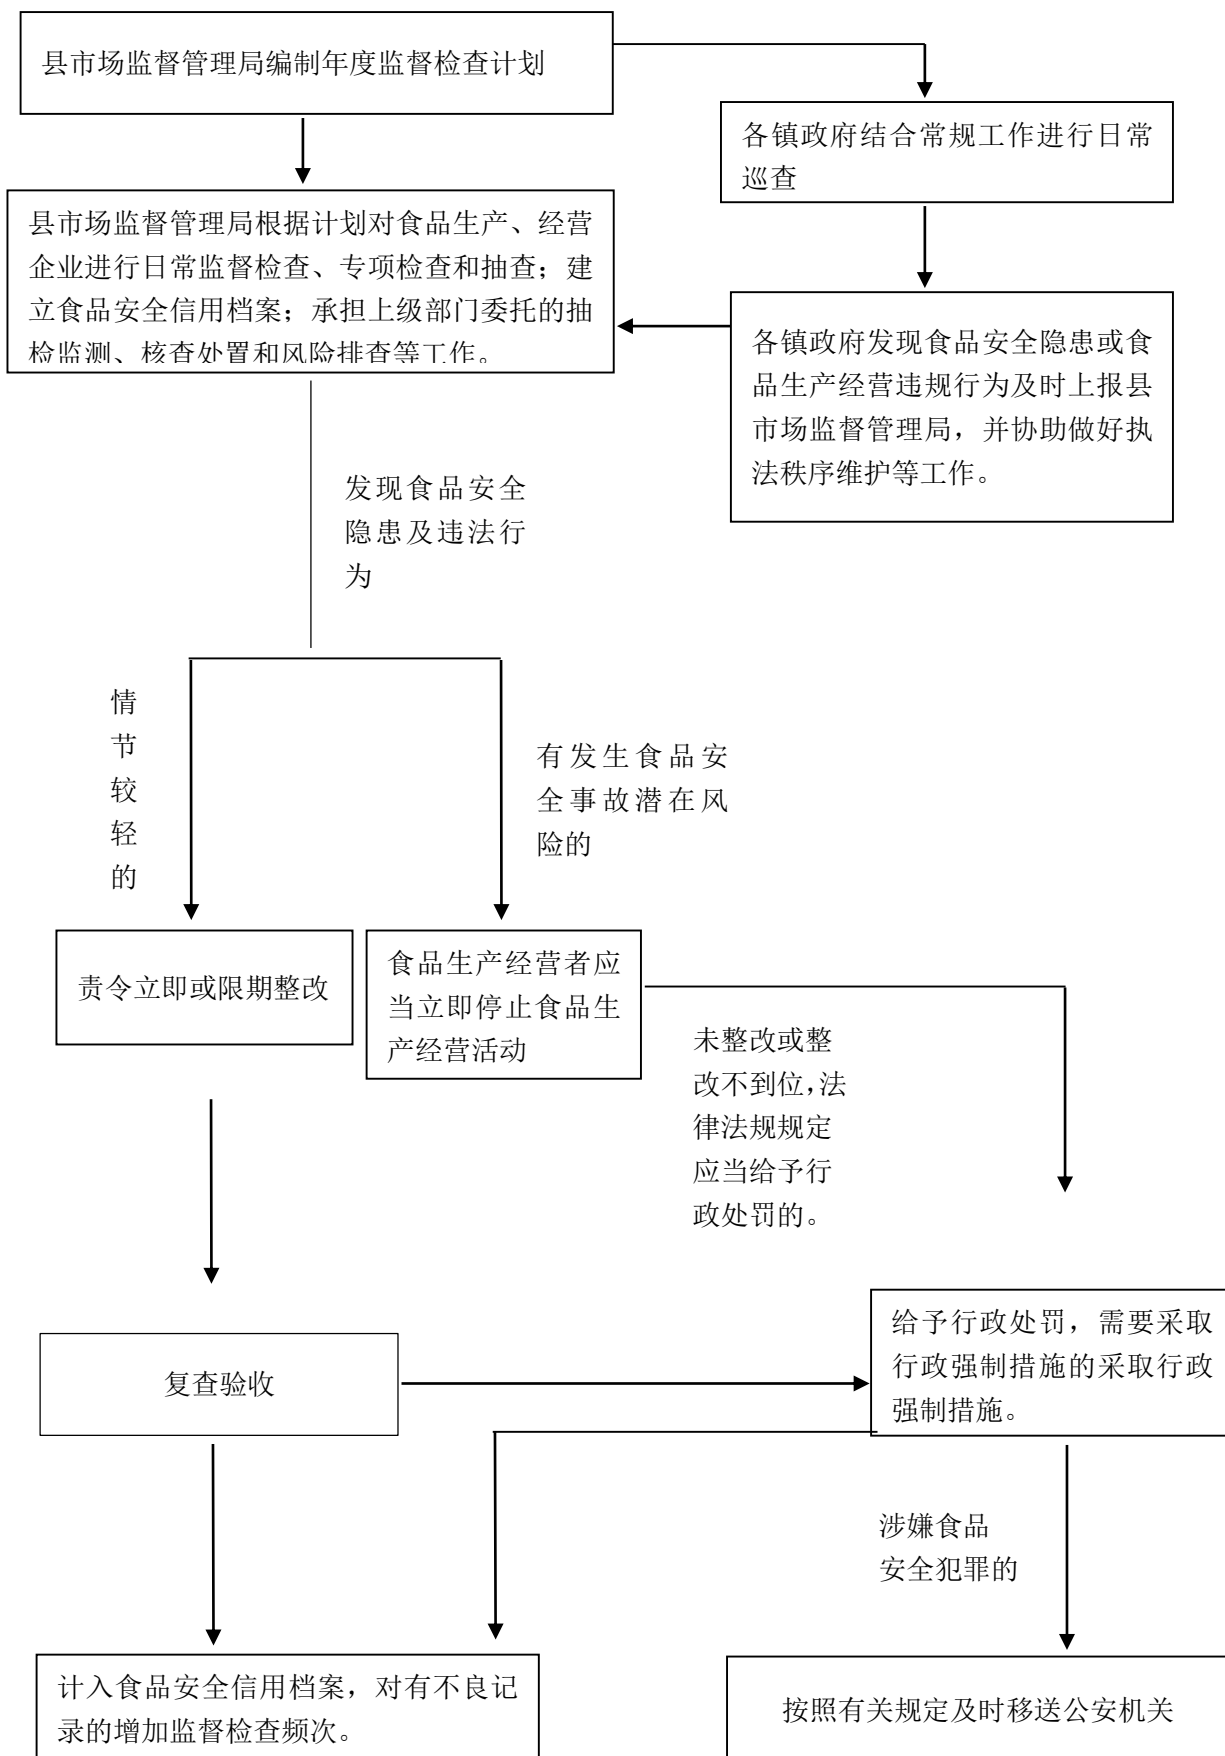 县市场监督管理局编制年度监督检查计划
各镇政府结合常规工作进行日常
巡查
县市场监督管理局根据计划对食品生产、经营
企业进行日常监督检查、专项检查和抽查；建
立食品安全信用档案；承担上级部门委托的抽
检监测、核查处置和风险排查等工作。
各镇政府发现食品安全隐患或食
品生产经营违规行为及时上报县
市场监督管理局，并协助做好执
法秩序维护等工作。
发现食品安全
隐患及违法行
为
情
节
较
轻
的
有发生食品安
全事故潜在风
险的
责令立即或限期整改
食品生产经营者应
当立即停止食品生
产经营活动
未整改或整
改不到位,法
律法规规定
应当给予行
政处罚的。
复查验收
给予行政处罚，需要采取
行政强制措施的采取行政
强制措施。
涉嫌食品
安全犯罪的
计入食品安全信用档案，对有不良记
录的增加监督检查频次。
按照有关规定及时移送公安机关